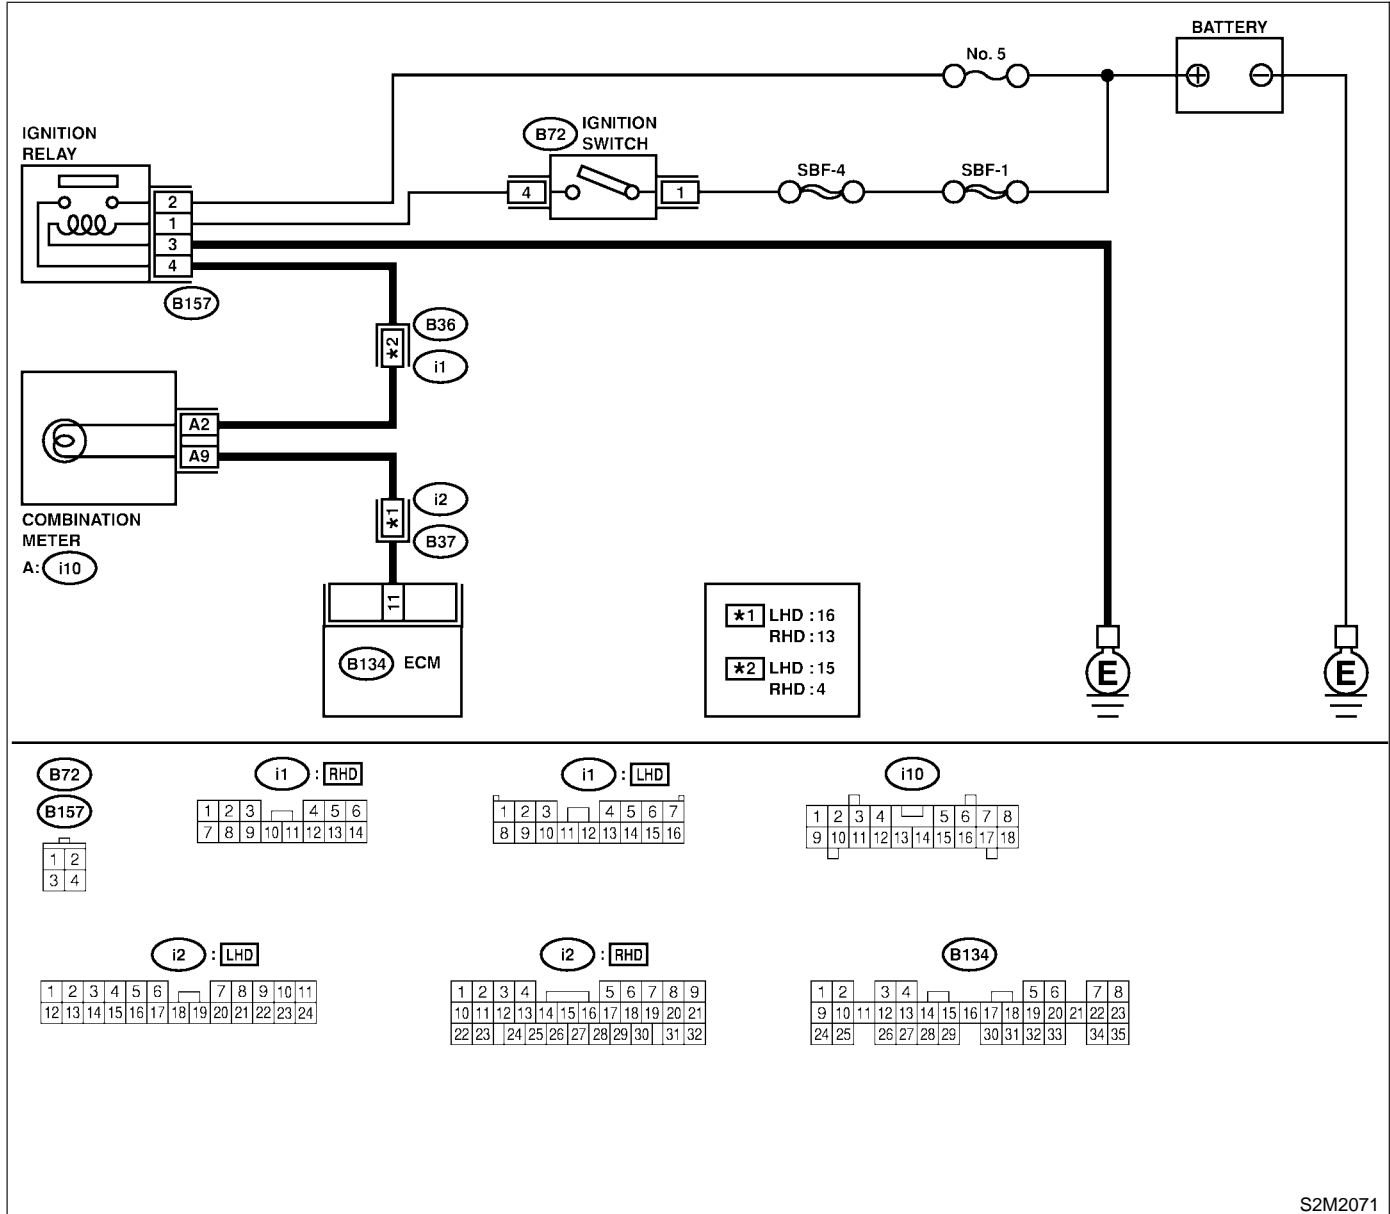 BATTERY
No. 5
IGNITION
RELAY
B72
IGNITION
SWITCH
SBF-4
SBF-1
4
1
2
1
3
4
B157
B36
*2
i1
A2
A9
i2
*1
B37
COMBINATION
METER
A: i10
11
B134 ECM
*1 LHD : 16
RHD : 13
*2 LHD : 15
RHD : 4
E
E
B72
B157
1 2
3 4
i1 : RHD
1 2 3 4 5 6
7 8 9 10 11 12 13 14
i1 : LHD
1 2 3 4 5 6 7
8 9 10 11 12 13 14 15 16
i10
1 2 3 4 5 6 7 8
9 10 11 12 13 14 15 16 17 18
i2 : LHD
1 2 3 4 5 6 7 8 9 10 11
12 13 14 15 16 17 18 19 20 21 22 23 24
i2 : RHD
1 2 3 4 5 6 7 8 9
10 11 12 13 14 15 16 17 18 19 20 21
22 23 24 25 26 27 28 29 30 31 32
B134
1 2 3 4 5 6 7 8
9 10 11 12 13 14 15 16 17 18 19 20 21 22 23
24 25 26 27 28 29 30 31 32 33 34 35
S2M2071